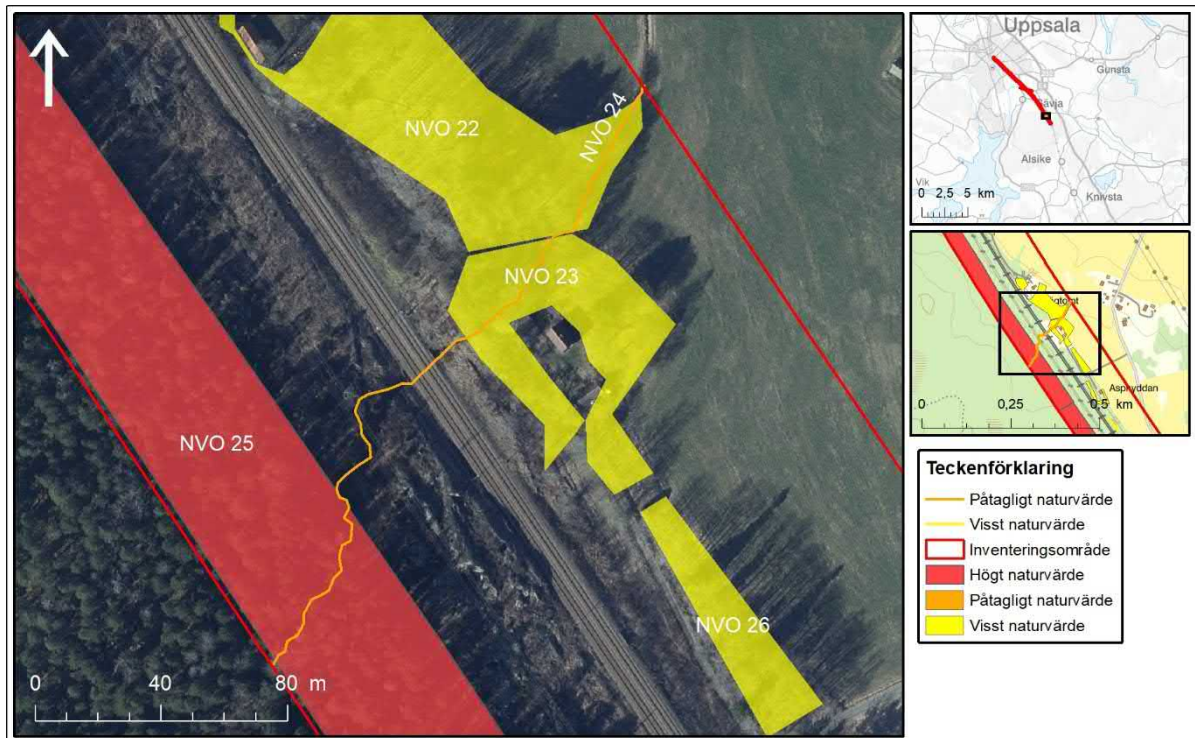 NVO 22
NVO 24
NVO 23
NVO 25
NVO 26
0 40 80 m
Uppsala
Gunsta
Sävja
Alsike
Vik
Knivsta
0 2,5 5 km
0 0,25 0,5 km
Teckenförklaring
Påtagligt naturvärde
Visst naturvärde
Inventeringsområde
Högt naturvärde
Påtagligt naturvärde
Visst naturvärde